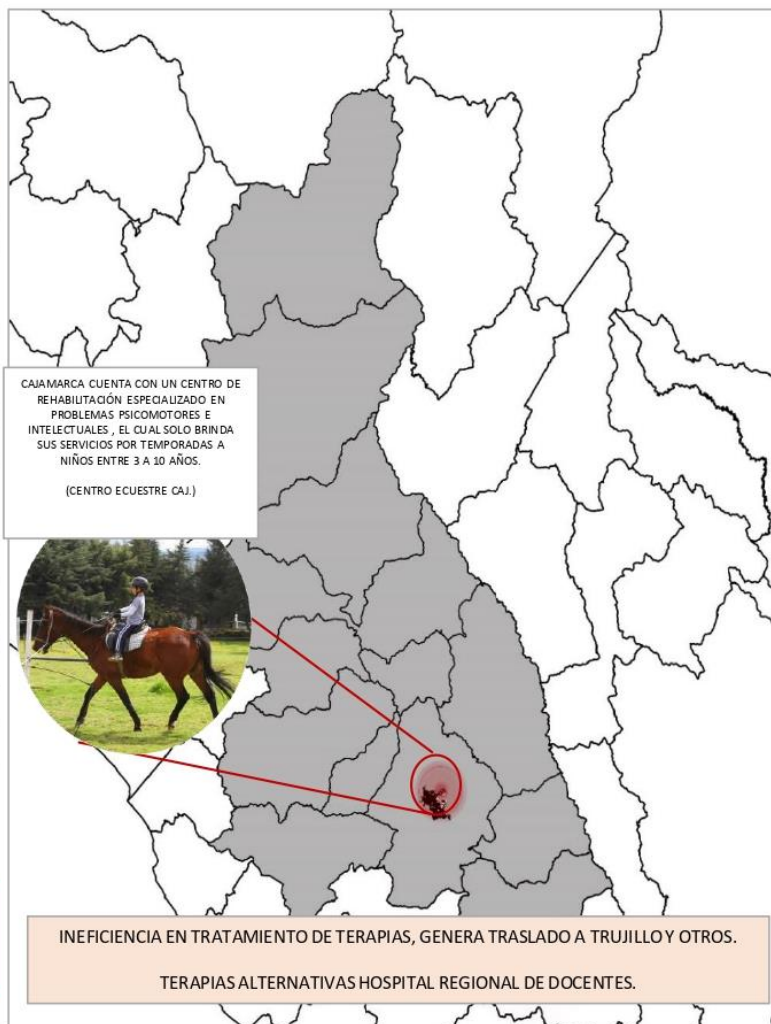 CAJAMARCA CUENTA CON UN CENTRO DE
REHABILITACIÓN ESPECIALIZADO EN
PROBLEMAS PSICOMOTORES E
INTELECTUALES , EL CUAL SOLO BRINDA
SUS SERVICIOS POR TEMPORADAS A
NIÑOS ENTRE 3 A 10 AÑOS.
(CENTRO ECUESTRE CAJ.)
INEFICIENCIA EN TRATAMIENTO DE TERAPIAS, GENERA TRASLADO A TRUJILLO Y OTROS.
TERAPIAS ALTERNATIVAS HOSPITAL REGIONAL DE DOCENTES.